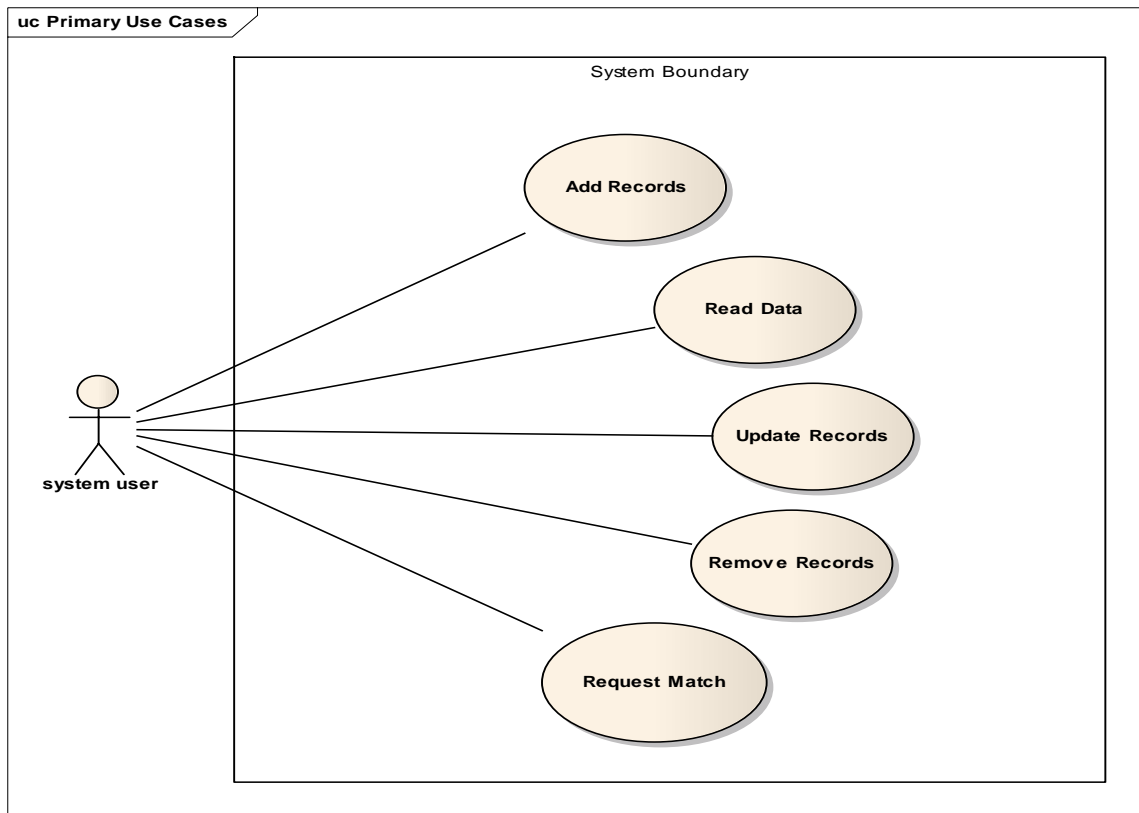 uc Primary Use Cases
System Boundary
Add Records
Read Data
Update Records
system user
Remove Records
Request Match